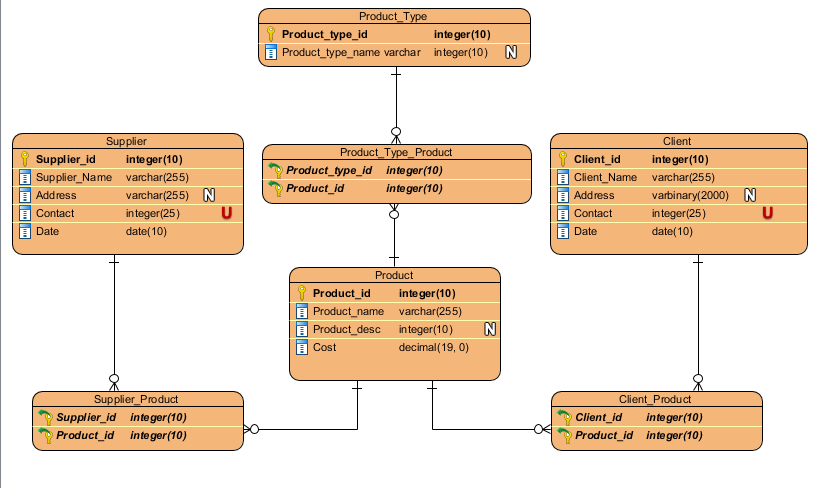 Product_Type
Product_type_id integer(10)
Product_type_name varchar integer(10) N
Supplier
Supplier_id integer(10)
Supplier_Name varchar(255)
Address varchar(255) N
Contact integer(25) U
Date date(10)
Product_Type_Product
Product_type_id integer(10)
Product_id integer(10)
Client
Client_id integer(10)
Client_Name varchar(255)
Address varbinary(2000) N
Contact integer(25) U
Date date(10)
Product
Product_id integer(10)
Product_name varchar(255)
Product_desc integer(10) N
Cost decimal(19, 0)
Supplier_Product
Supplier_id integer(10)
Product_id integer(10)
Client_Product
Client_id integer(10)
Product_id integer(10)